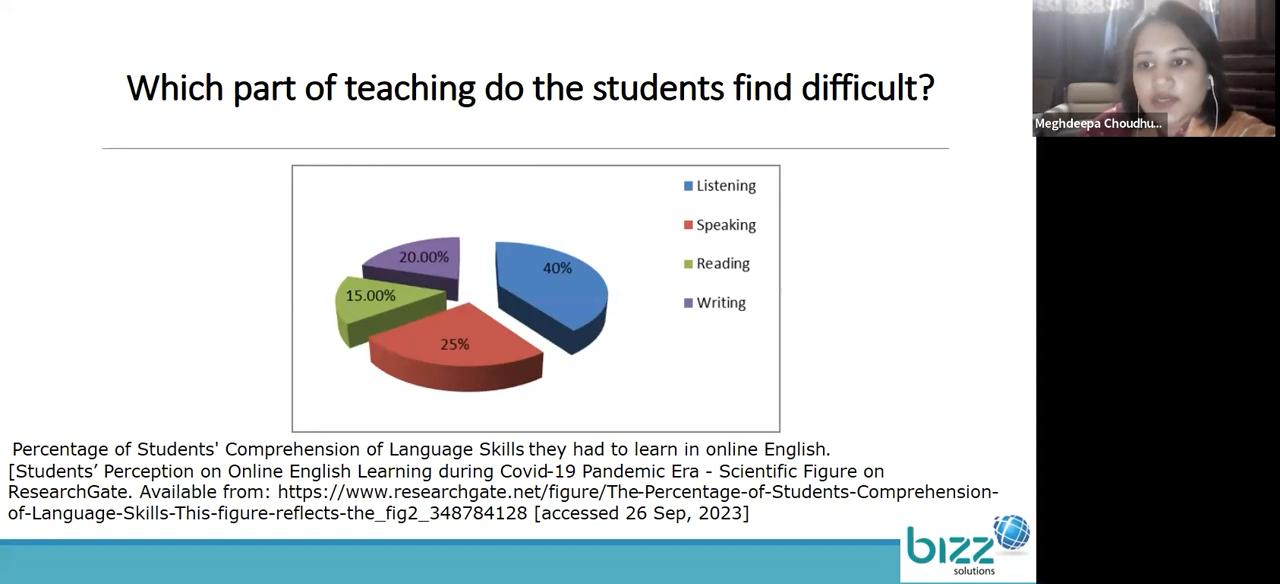 Which part of teaching do the students find difficult?
Meghdeepa Choudhu...
Listening
Speaking
Reading
Writing
20.00%
40%
15.00%
25%
Percentage of Students' Comprehension of Language Skills they had to learn in online English.
[Students’ Perception on Online English Learning during Covid-19 Pandemic Era - Scientific Figure on
ResearchGate. Available from: https://www.researchgate.net/figure/The-Percentage-of-Students-Comprehension-
of-Language-Skills-This-figure-reflects-the_fig2_348784128 [accessed 26 Sep, 2023]
bizz
solutions